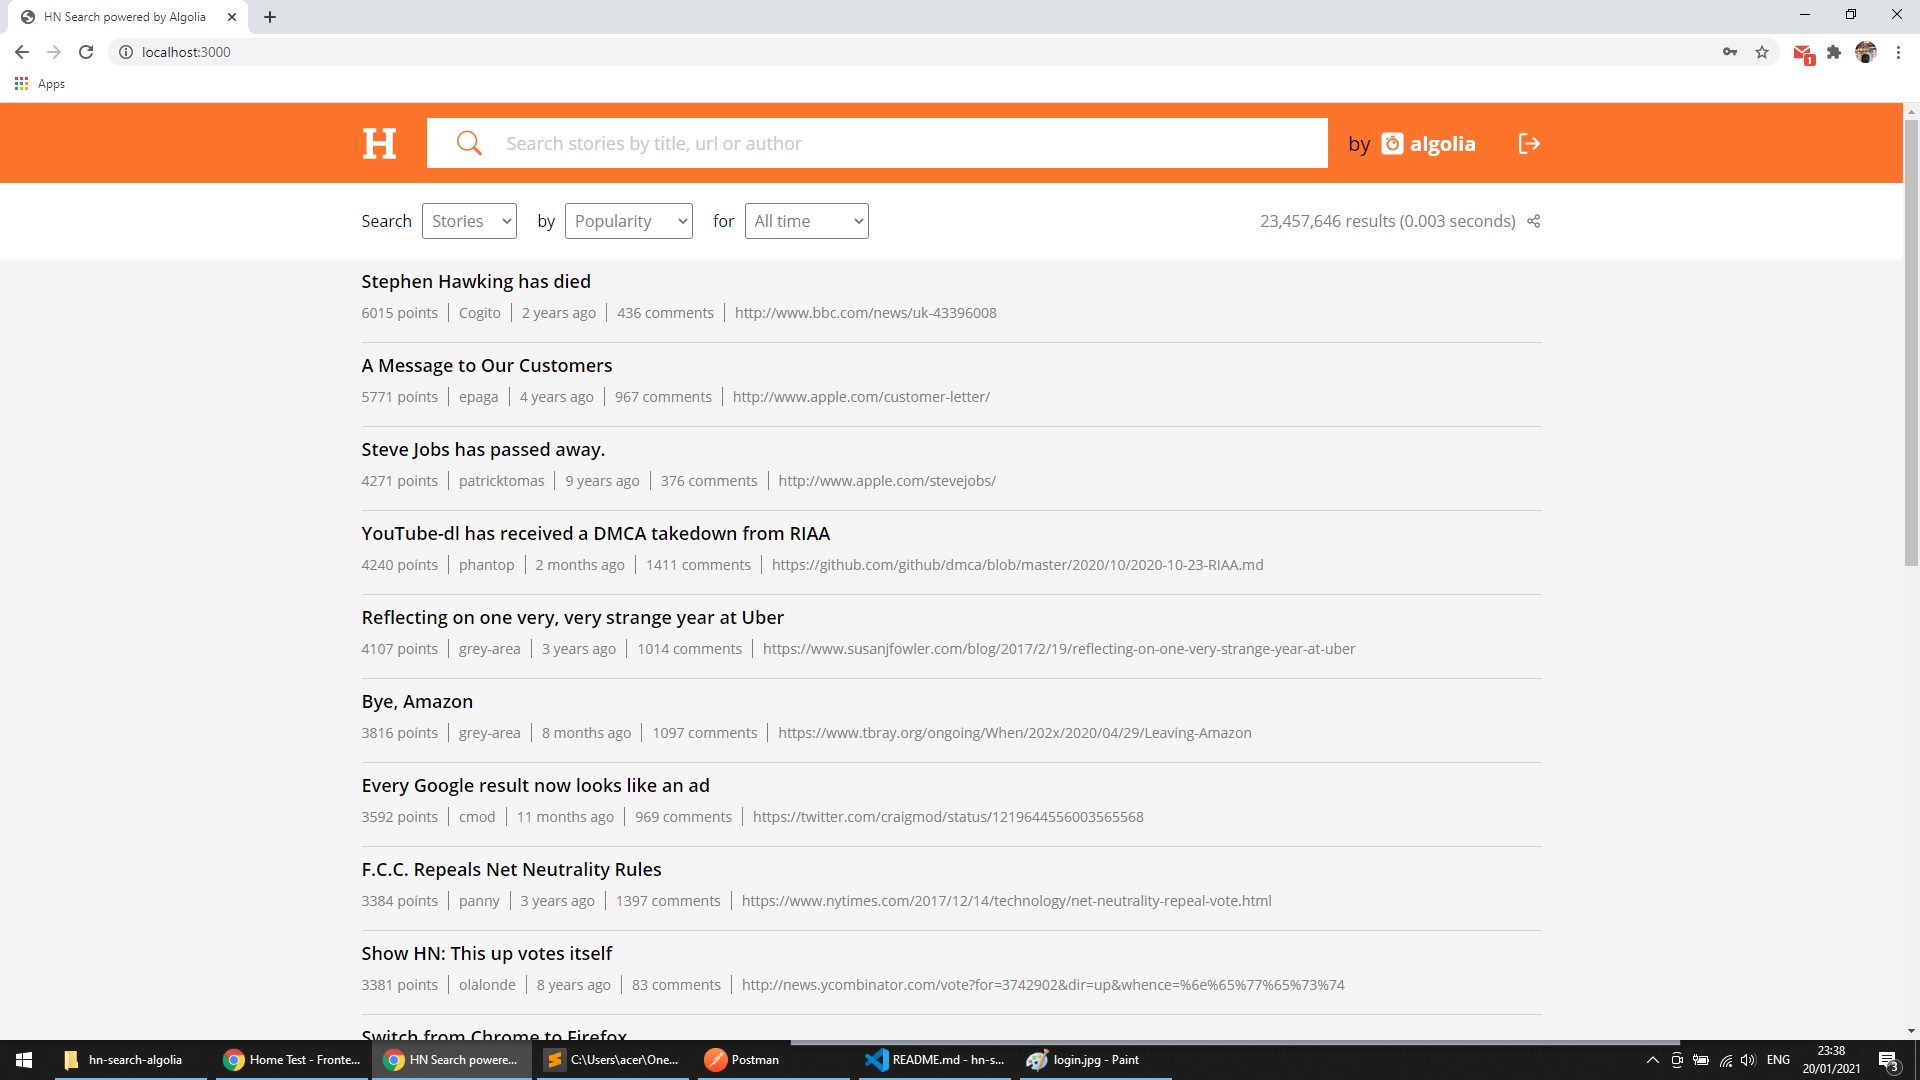 HN Search powered by Algolia
localhost:3000
1
Apps
H Search stories by title, url or author by algolia
Search Stories by Popularity for All time 23,457,646 results (0.003 seconds)
Stephen Hawking has died
6015 points Cogito 2 years ago 436 comments http://www.bbc.com/news/uk-43396008
A Message to Our Customers
5771 points epaga 4 years ago 967 comments http://www.apple.com/customer-letter/
Steve Jobs has passed away.
4271 points patricktomas 9 years ago 376 comments http://www.apple.com/stevejobs/
YouTube-dl has received a DMCA takedown from RIAA
4240 points phantop 2 months ago 1411 comments https://github.com/github/dmca/blob/master/2020/10/2020-10-23-RIAA.md
Reflecting on one very, very strange year at Uber
4107 points grey-area 3 years ago 1014 comments https://www.susanjfowler.com/blog/2017/2/19/reflecting-on-one-very-strange-year-at-uber
Bye, Amazon
3816 points grey-area 8 months ago 1097 comments https://www.tbray.org/ongoing/When/202x/2020/04/29/Leaving-Amazon
Every Google result now looks like an ad
3592 points cmod 11 months ago 969 comments https://twitter.com/craigmod/status/1219644556003565568
F.C.C. Repeals Net Neutrality Rules
3384 points panny 3 years ago 1397 comments https://www.nytimes.com/2017/12/14/technology/net-neutrality-repeal-vote.html
Show HN: This up votes itself
3381 points olalonde 8 years ago 83 comments http://news.ycombinator.com/vote?for=3742902&dir=up&whence=%6e%65%77%65%73%74
Switch from Chrome to Firefox
hn-search-algolia Home Test - Fronte... HN Search powere... C:\Users\acer\One... Postman README.md - hn-s... login.jpg - Paint ENG 23:38
20/01/2021
3